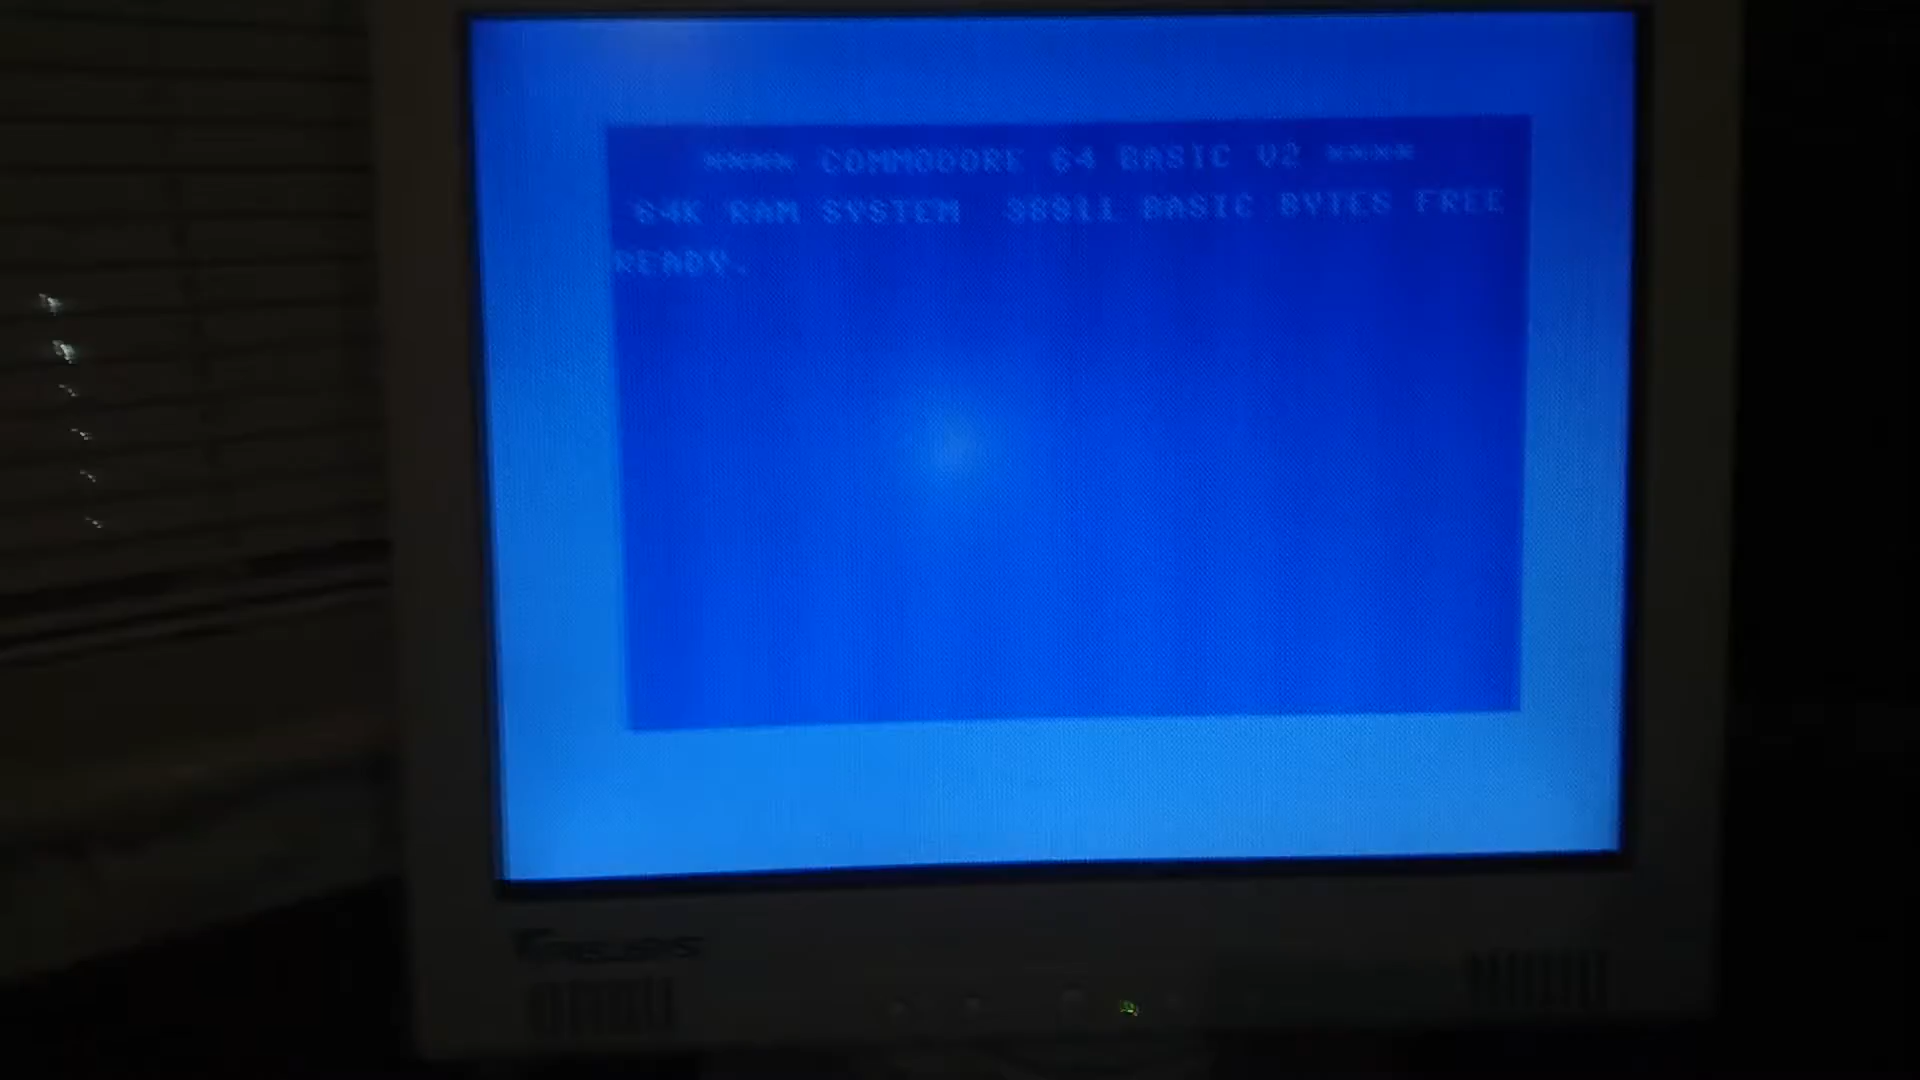 **** COMMODORE 64 BASIC V2 ****
64K RAM SYSTEM  38911 BASIC BYTES FREE
READY.